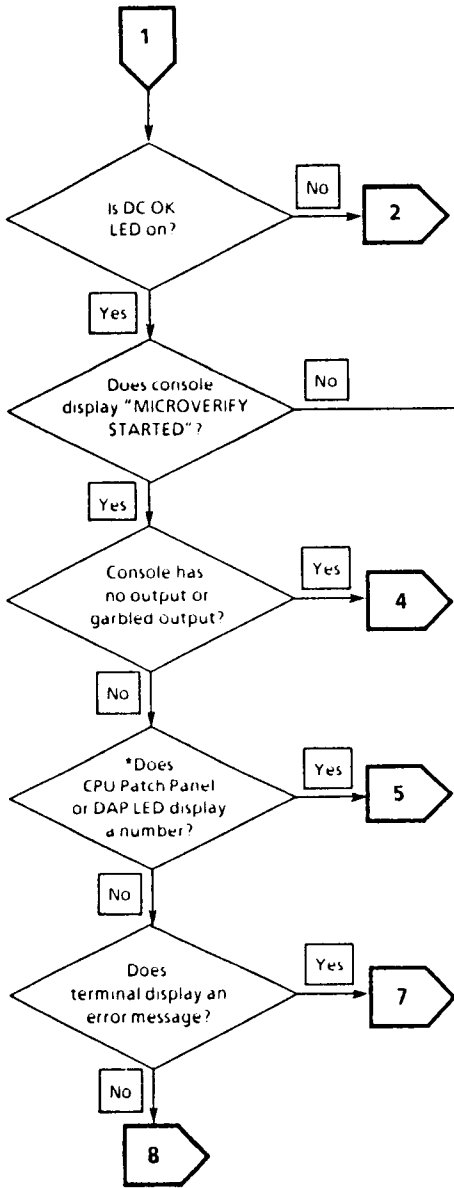 1
Is DC OK
LED on?
No
2
Yes
Does console
display "MICROVERIFY
STARTED"?
No
Yes
Console has
no output or
garbled output?
Yes
4
No
*Does
CPU Patch Panel
or DAP LED display
a number?
Yes
5
No
Does
terminal display an
error message?
Yes
7
No
8